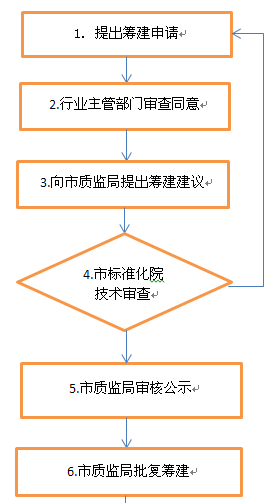 1. 提出筹建申请
2.行业主管部门审查同意
3.向市质监局提出筹建建议
4.市标准化院
技术审查
5.市质监局审核公示
6.市质监局批复筹建